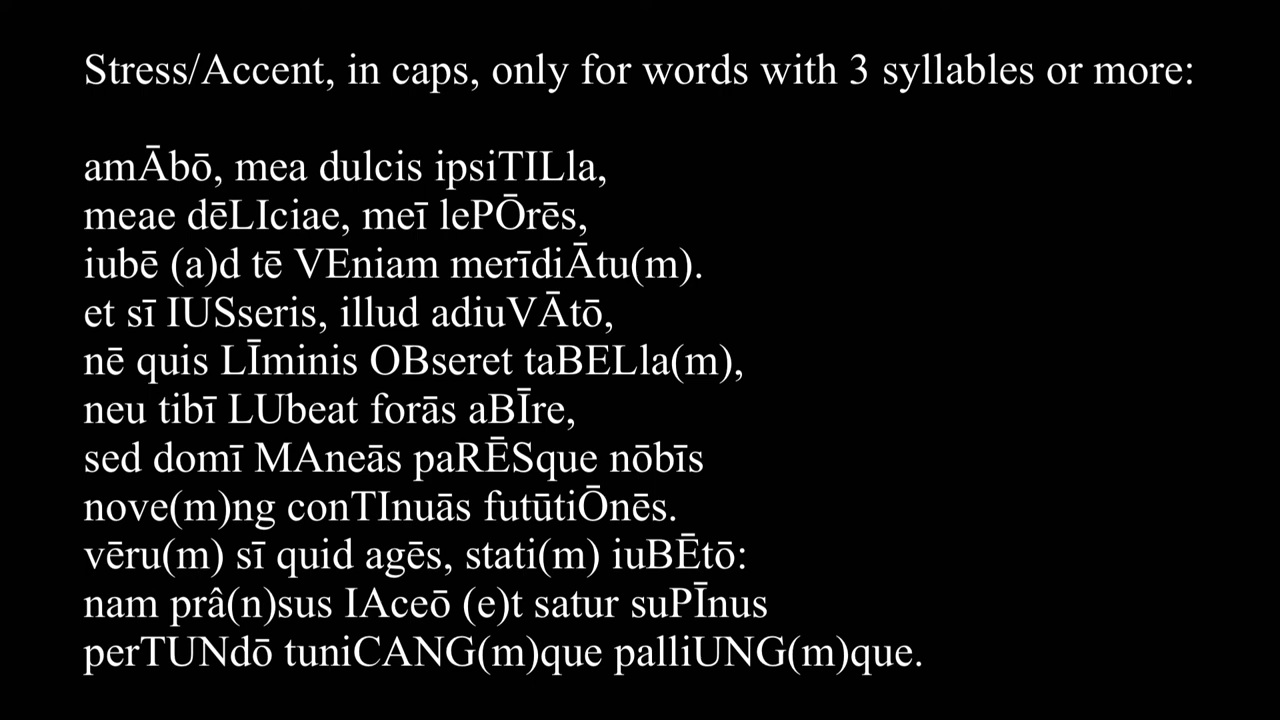 Stress/Accent, in caps, only for words with 3 syllables or more:
amĀbō, mea dulcis ipsiTILla,
meae dēLIciae, meī lePŌrēs,
iubē (a)d tē VEniam merīdiĀtu(m).
et sī IUSseris, illud adiuVĀtō,
nē quis LĪminis OBseret taBELla(m),
neu tibī LUbeat forās aBĪre,
sed domī MAneās paRĒSque nōbīs
nove(m)ng conTInuās futūtiŌnēs.
vēru(m) sī quid agēs, stati(m) iuBĒtō:
nam prâ(n)sus IAceō (e)t satur suPĪnus
perTUNdō tuniCANG(m)que palliUNG(m)que.